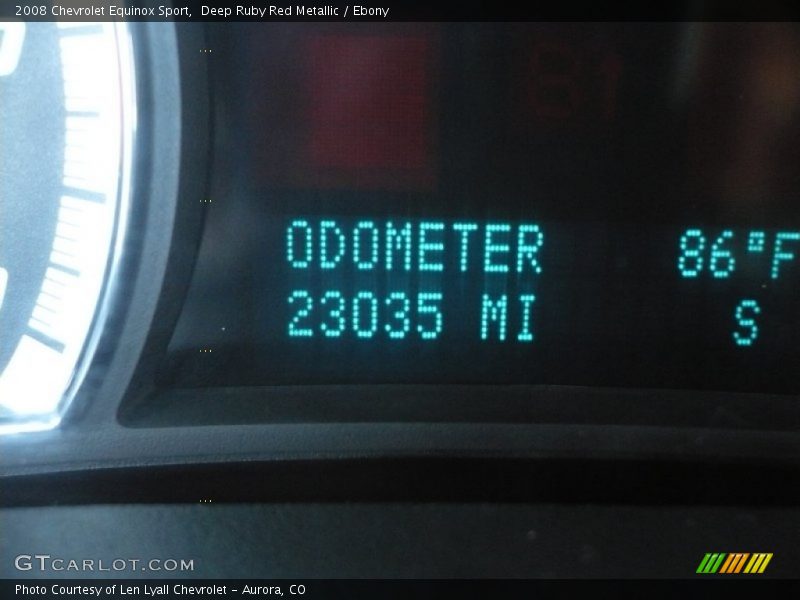 2008 Chevrolet Equinox Sport,  Deep Ruby Red Metallic / Ebony
ODOMETER 86°F
23035 MI S
GTCARLOT.COM
Photo Courtesy of Len Lyall Chevrolet - Aurora, CO